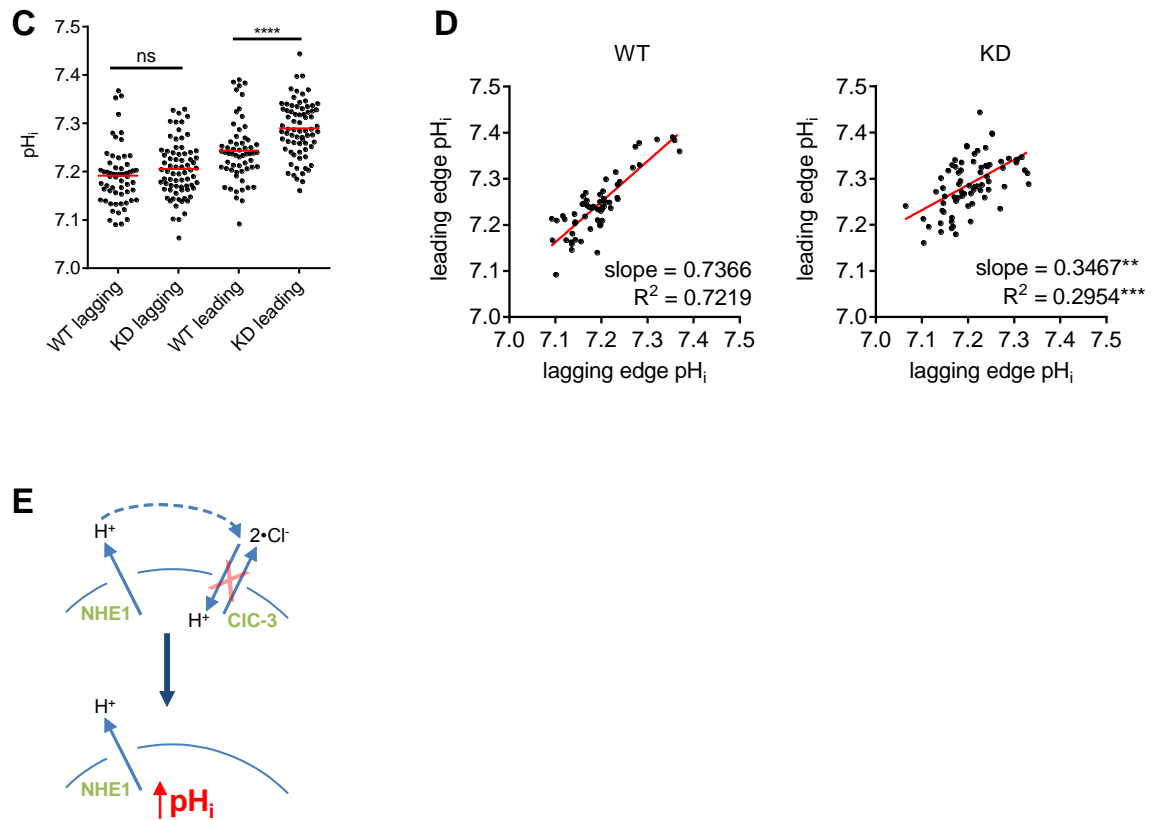 C
7.5
7.4
7.3
7.2
7.1
7.0
pHi
ns
****
WT lagging
KD lagging
WT leading
KD leading
D
WT
7.5
7.4
7.3
7.2
7.1
7.0
leading edge pHi
slope = 0.7366
R² = 0.7219
7.0 7.1 7.2 7.3 7.4 7.5
lagging edge pHi
KD
7.5
7.4
7.3
7.2
7.1
7.0
leading edge pHi
slope = 0.3467**
R² = 0.2954***
7.0 7.1 7.2 7.3 7.4 7.5
lagging edge pHi
E
H⁺
2•Cl⁻
NHE1
H⁺
ClC-3
H⁺
NHE1
pHi